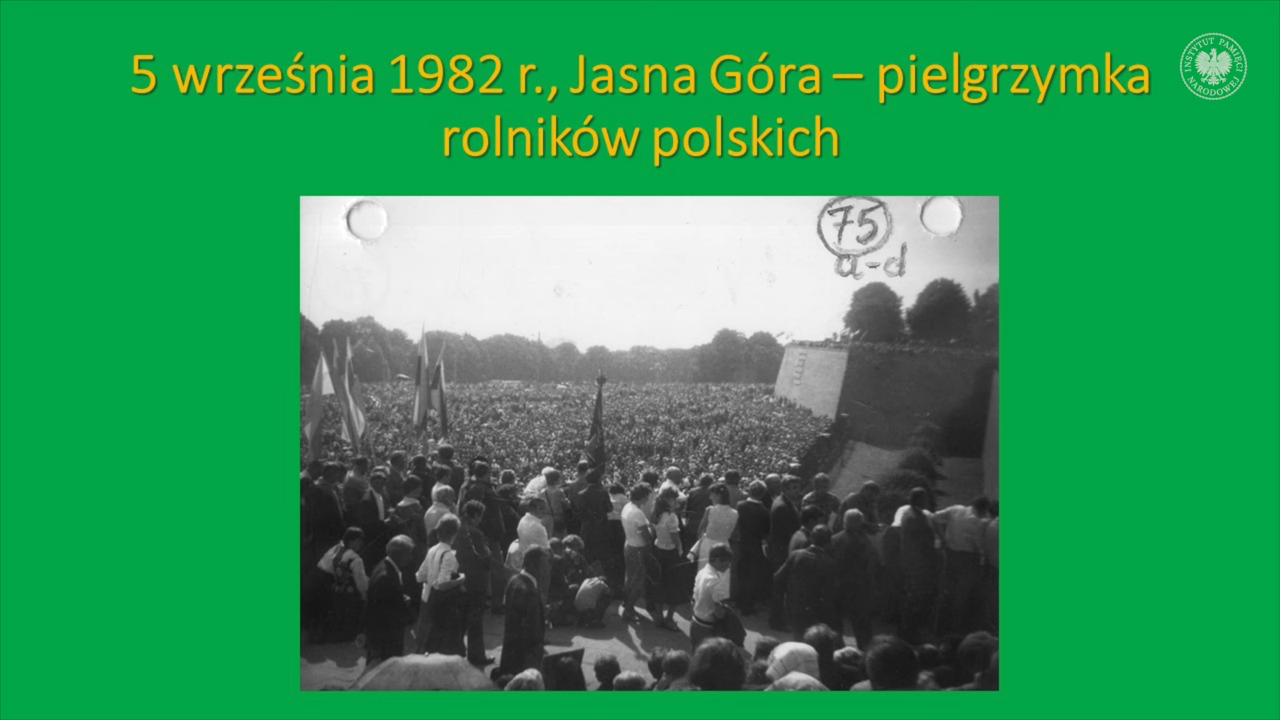 5 września 1982 r., Jasna Góra – pielgrzymka
rolników polskich
INSTYTUT PAMIĘCI NARODOWEJ
75
a-d